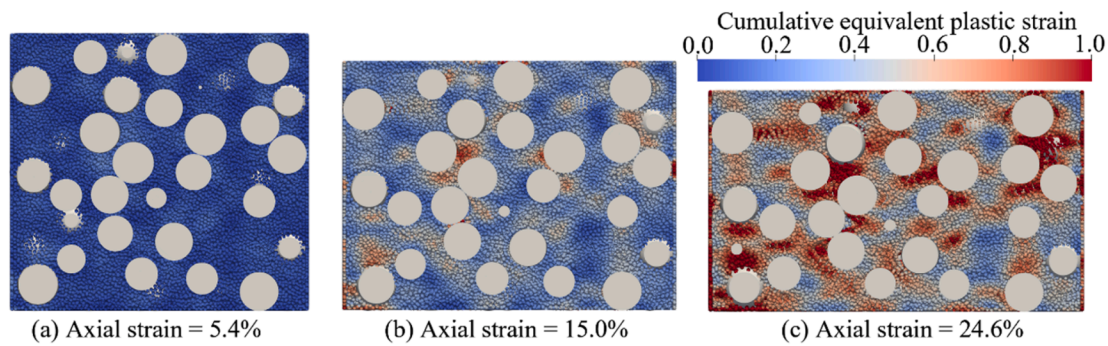 Cumulative equivalent plastic strain
0.0 0.2 0.4 0.6 0.8 1.0
(a) Axial strain = 5.4%
(b) Axial strain = 15.0%
(c) Axial strain = 24.6%